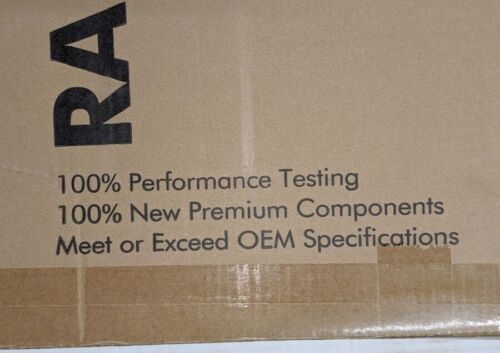 RA
100% Performance Testing
100% New Premium Components
Meet or Exceed OEM Specifications